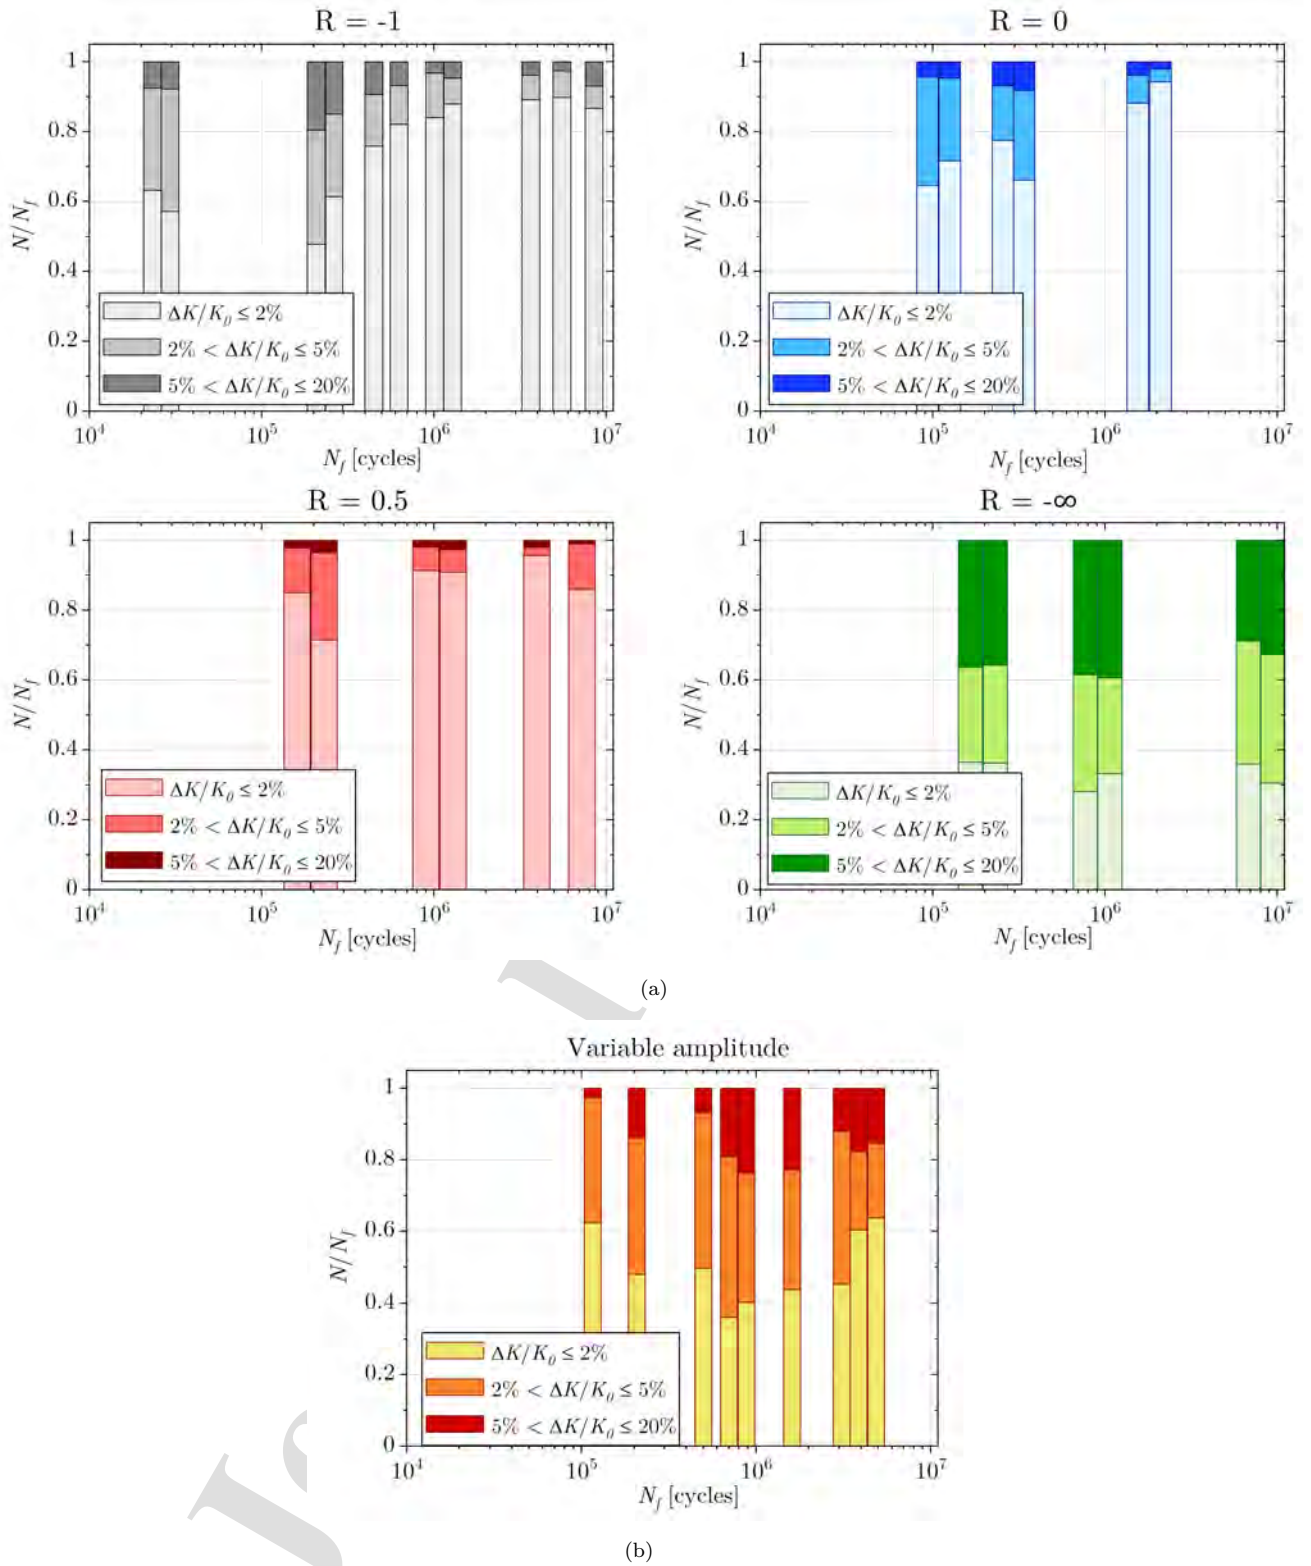 R = -1
1
0.8
0.6
0.4
0.2
0
N/N_f
ΔK/K_0 ≤ 2%
2% < ΔK/K_0 ≤ 5%
5% < ΔK/K_0 ≤ 20%
10^4 10^5 10^6 10^7
N_f [cycles]
R = 0
1
0.8
0.6
0.4
0.2
0
N/N_f
ΔK/K_0 ≤ 2%
2% < ΔK/K_0 ≤ 5%
5% < ΔK/K_0 ≤ 20%
10^4 10^5 10^6 10^7
N_f [cycles]
R = 0.5
1
0.8
0.6
0.4
0.2
0
N/N_f
ΔK/K_0 ≤ 2%
2% < ΔK/K_0 ≤ 5%
5% < ΔK/K_0 ≤ 20%
10^4 10^5 10^6 10^7
N_f [cycles]
R = -∞
1
0.8
0.6
0.4
0.2
0
N/N_f
ΔK/K_0 ≤ 2%
2% < ΔK/K_0 ≤ 5%
5% < ΔK/K_0 ≤ 20%
10^4 10^5 10^6 10^7
N_f [cycles]
(a)
Variable amplitude
1
0.8
0.6
0.4
0.2
0
N/N_f
ΔK/K_0 ≤ 2%
2% < ΔK/K_0 ≤ 5%
5% < ΔK/K_0 ≤ 20%
10^4 10^5 10^6 10^7
N_f [cycles]
(b)